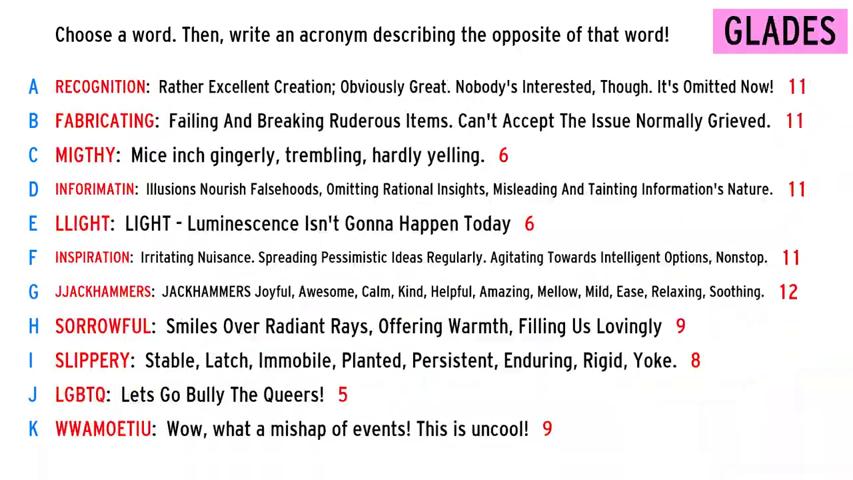 Choose a word. Then, write an acronym describing the opposite of that word!
GLADES
A RECOGNITION: Rather Excellent Creation; Obviously Great. Nobody's Interested, Though. It's Omitted Now! 11
B FABRICATING: Failing And Breaking Ruderous Items. Can't Accept The Issue Normally Grieved. 11
C MIGTHY: Mice inch gingerly, trembling, hardly yelling. 6
D INFORIMATIN: Illusions Nourish Falsehoods, Omitting Rational Insights, Misleading And Tainting Information's Nature. 11
E LLIGHT: LIGHT - Luminescence Isn't Gonna Happen Today 6
F INSPIRATION: Irritating Nuisance. Spreading Pessimistic Ideas Regularly. Agitating Towards Intelligent Options, Nonstop. 11
G JJACKHAMMERS: JACKHAMMERS Joyful, Awesome, Calm, Kind, Helpful, Amazing, Mellow, Mild, Ease, Relaxing, Soothing. 12
H SORROWFUL: Smiles Over Radiant Rays, Offering Warmth, Filling Us Lovingly 9
I SLIPPERY: Stable, Latch, Immobile, Planted, Persistent, Enduring, Rigid, Yoke. 8
J LGBTQ: Lets Go Bully The Queers! 5
K WWAMOETIU: Wow, what a mishap of events! This is uncool! 9